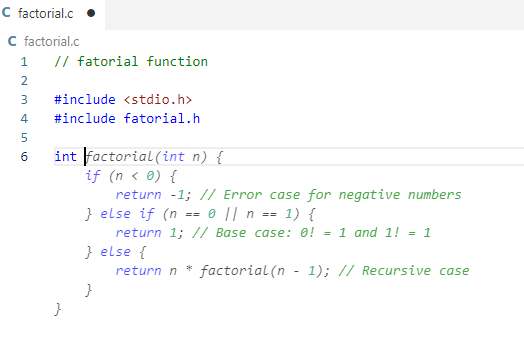 factorial.c ●
C factorial.c
1 // fatorial function
2
3 #include <stdio.h>
4 #include fatorial.h
5
6 int factorial(int n) {
if (n < 0) {
return -1; // Error case for negative numbers
} else if (n == 0 || n == 1) {
return 1; // Base case: 0! = 1 and 1! = 1
} else {
return n * factorial(n - 1); // Recursive case
}
}